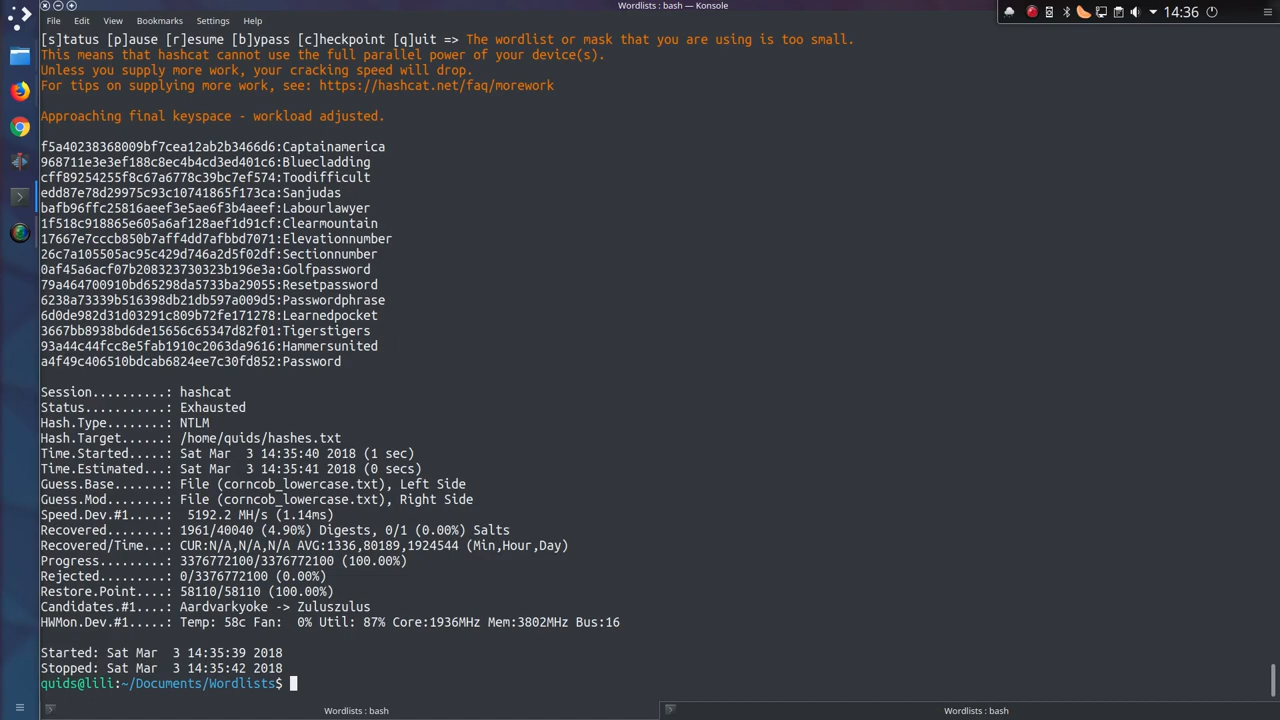 Wordlists : bash — Konsole
14:36
File Edit View Bookmarks Settings Help
[s]tatus [p]ause [r]esume [b]ypass [c]heckpoint [q]uit => The wordlist or mask that you are using is too small.
This means that hashcat cannot use the full parallel power of your device(s).
Unless you supply more work, your cracking speed will drop.
For tips on supplying more work, see: https://hashcat.net/faq/morework
Approaching final keyspace - workload adjusted.
f5a40238368009bf7cea12ab2b3466d6:Captainamerica
968711e3e3ef188c8ec4b4cd3ed401c6:Bluecladding
cff89254255f8c67a6778c39bc7ef574:Toodifficult
edd87e78d29975c93c10741865f173ca:Sanjudas
bafb96ffc25816aeef3e5ae6f3b4aeef:Labourlawyer
1f518c918865e605a6af128aef1d91cf:Clearmountain
17667e7cccb850b7aff4dd7afbbd7071:Elevationnumber
26c7a105505ac95c429d746a2d5f02df:Sectionnumber
0af45a6acf07b208323730323b196e3a:Golfpassword
79a464700910bd65298da5733ba29055:Resetpassword
6238a73339b516398db21db597a009d5:Passwordphrase
6d0de982d31d03291c809b72fe171278:Learnedpocket
3667bb8938bd6de15656c65347d82f01:Tigerstigers
93a44c44fcc8e5fab1910c2063da9616:Hammersunited
a4f49c406510bdcab6824ee7c30fd852:Password
Session..........: hashcat
Status...........: Exhausted
Hash.Type........: NTLM
Hash.Target......: /home/quids/hashes.txt
Time.Started.....: Sat Mar  3 14:35:40 2018 (1 sec)
Time.Estimated...: Sat Mar  3 14:35:41 2018 (0 secs)
Guess.Base.......: File (corncob_lowercase.txt), Left Side
Guess.Mod........: File (corncob_lowercase.txt), Right Side
Speed.Dev.#1.....:  5192.2 MH/s (1.14ms)
Recovered........: 1961/40040 (4.90%) Digests, 0/1 (0.00%) Salts
Recovered/Time...: CUR:N/A,N/A,N/A AVG:1336,80189,1924544 (Min,Hour,Day)
Progress.........: 3376772100/3376772100 (100.00%)
Rejected.........: 0/3376772100 (0.00%)
Restore.Point....: 58110/58110 (100.00%)
Candidates.#1....: Aardvarkyoke -> Zuluszulus
HWMon.Dev.#1.....: Temp: 58c Fan:  0% Util: 87% Core:1936MHz Mem:3802MHz Bus:16
Started: Sat Mar  3 14:35:39 2018
Stopped: Sat Mar  3 14:35:42 2018
quids@lili:~/Documents/Wordlists$
Wordlists : bash
Wordlists : bash